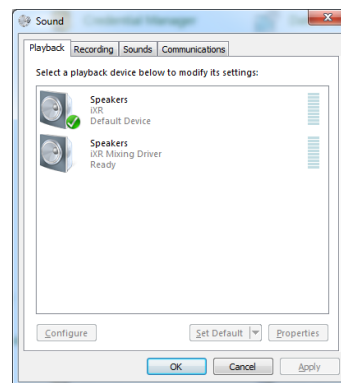 Sound
Playback Recording Sounds Communications
Select a playback device below to modify its settings:
Speakers
iXR
Default Device
Speakers
iXR Mixing Driver
Ready
Configure Set Default Properties
OK Cancel Apply